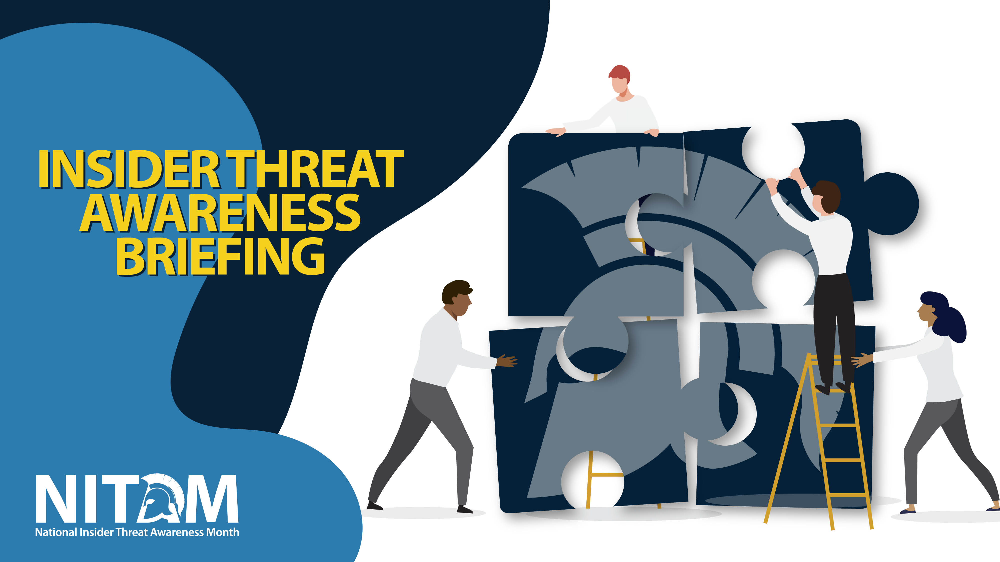 INSIDER THREAT
AWARENESS
BRIEFING
NITAM
National Insider Threat Awareness Month